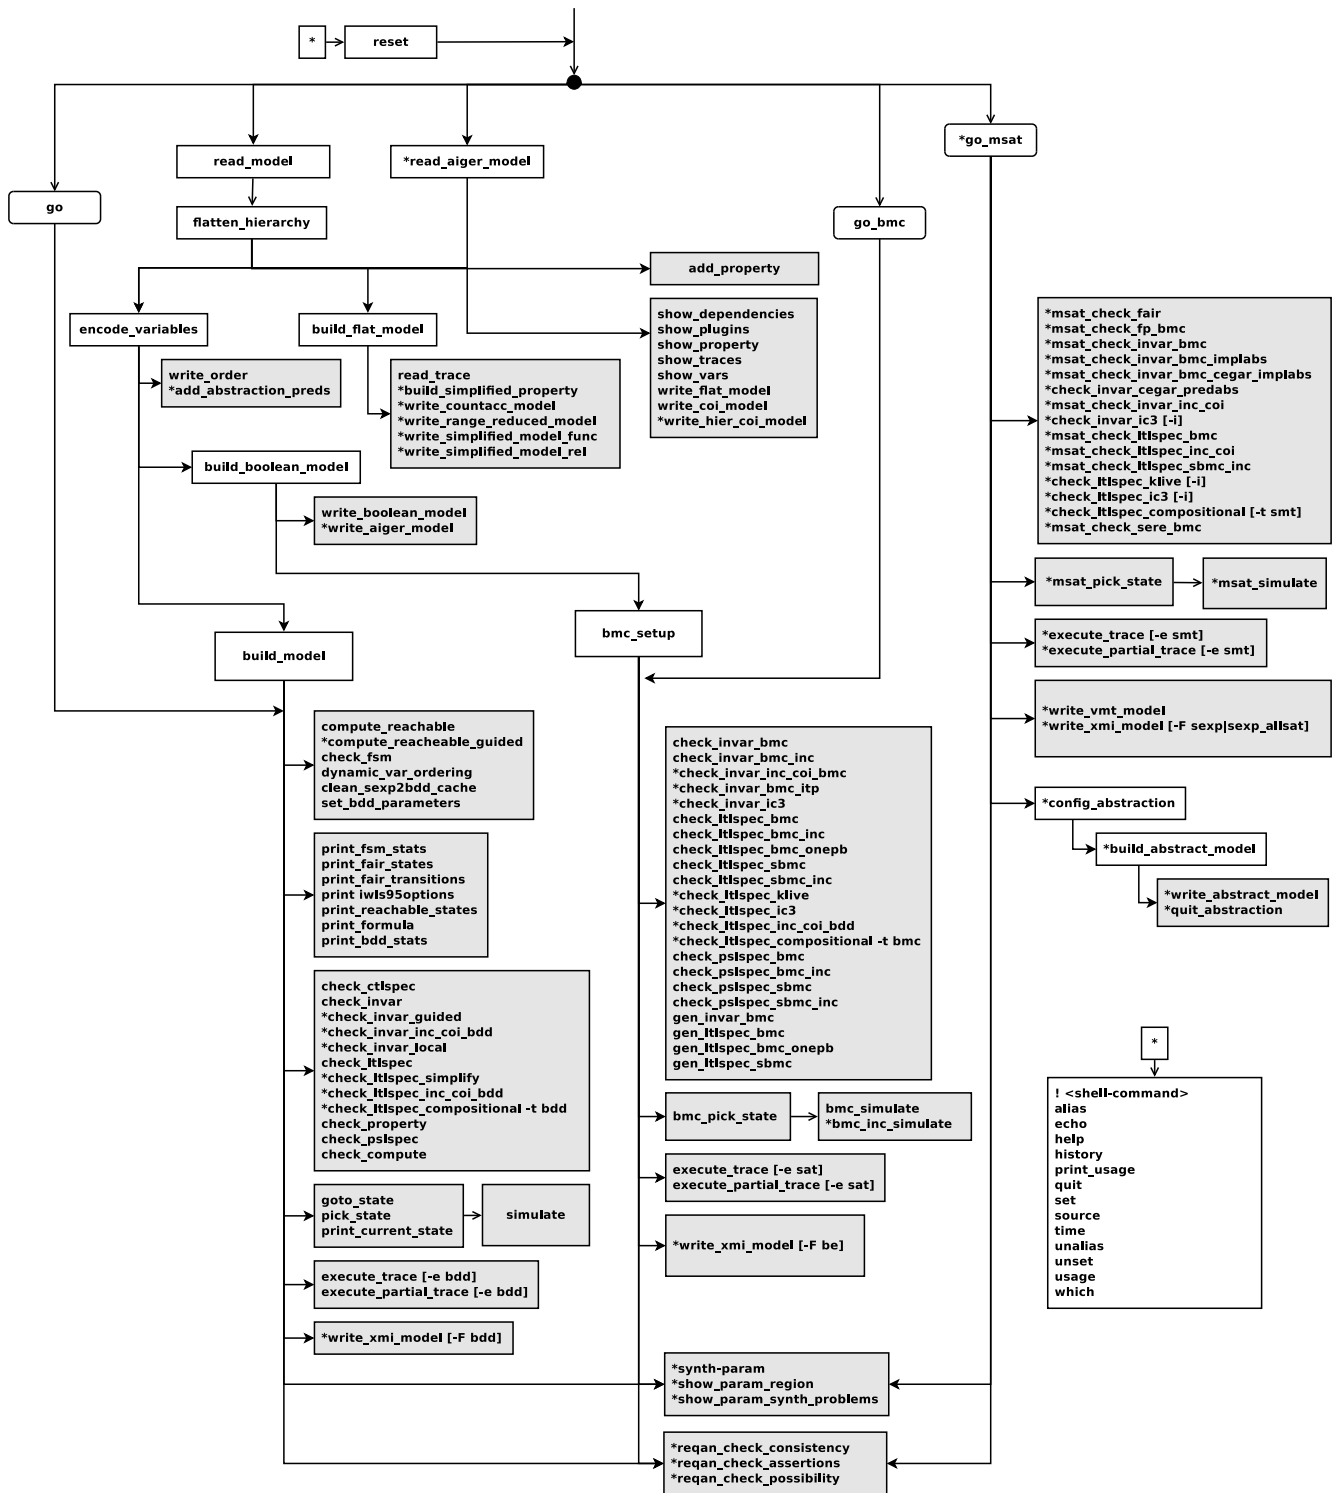 *
reset
*go_msat
read_model
*read_aiger_model
go
flatten_hierarchy
go_bmc
add_property
encode_variables
build_flat_model
show_dependencies
show_plugins
show_property
show_traces
show_vars
write_flat_model
write_coi_model
*write_hier_coi_model
write_order
*add_abstraction_preds
read_trace
*build_simplified_property
*write_countacc_model
*write_range_reduced_model
*write_simplified_model_func
*write_simplified_model_rel
*msat_check_fair
*msat_check_fp_bmc
*msat_check_invar_bmc
*msat_check_invar_bmc_implabs
*msat_check_invar_bmc_cegar_implabs
*check_invar_cegar_predabs
*msat_check_invar_inc_coi
*check_invar_ic3 [-i]
*msat_check_ltlspec_bmc
*msat_check_ltlspec_inc_coi
*msat_check_ltlspec_sbmc_inc
*check_ltlspec_klive [-i]
*check_ltlspec_ic3 [-i]
*check_ltlspec_compositional [-t smt]
*msat_check_sere_bmc
build_boolean_model
write_boolean_model
*write_aiger_model
*msat_pick_state
*msat_simulate
bmc_setup
build_model
*execute_trace [-e smt]
*execute_partial_trace [-e smt]
*write_vmt_model
*write_xmi_model [-F sexp|sexp_allsat]
compute_reachable
*compute_reacheable_guided
check_fsm
dynamic_var_ordering
clean_sexp2bdd_cache
set_bdd_parameters
print_fsm_stats
print_fair_states
print_fair_transitions
print iwls95options
print_reachable_states
print_formula
print_bdd_stats
check_invar_bmc
check_invar_bmc_inc
*check_invar_inc_coi_bmc
*check_invar_bmc_itp
*check_invar_ic3
check_ltlspec_bmc
check_ltlspec_bmc_inc
check_ltlspec_bmc_onepb
check_ltlspec_sbmc
check_ltlspec_sbmc_inc
*check_ltlspec_klive
*check_ltlspec_ic3
*check_ltlspec_inc_coi_bdd
*check_ltlspec_compositional -t bmc
check_pslspec_bmc
check_pslspec_bmc_inc
check_pslspec_sbmc
check_pslspec_sbmc_inc
gen_invar_bmc
gen_ltlspec_bmc
gen_ltlspec_bmc_onepb
gen_ltlspec_sbmc
*config_abstraction
*build_abstract_model
*write_abstract_model
*quit_abstraction
check_ctlspec
check_invar
*check_invar_guided
*check_invar_inc_coi_bdd
*check_invar_local
check_ltlspec
*check_ltlspec_simplify
*check_ltlspec_inc_coi_bdd
*check_ltlspec_compositional -t bdd
check_property
check_pslspec
check_compute
*
! <shell-command>
alias
echo
help
history
print_usage
quit
set
source
time
unalias
unset
usage
which
bmc_pick_state
bmc_simulate
*bmc_inc_simulate
execute_trace [-e sat]
execute_partial_trace [-e sat]
goto_state
pick_state
print_current_state
simulate
*write_xmi_model [-F be]
execute_trace [-e bdd]
execute_partial_trace [-e bdd]
*write_xmi_model [-F bdd]
*synth-param
*show_param_region
*show_param_synth_problems
*reqan_check_consistency
*reqan_check_assertions
*reqan_check_possibility